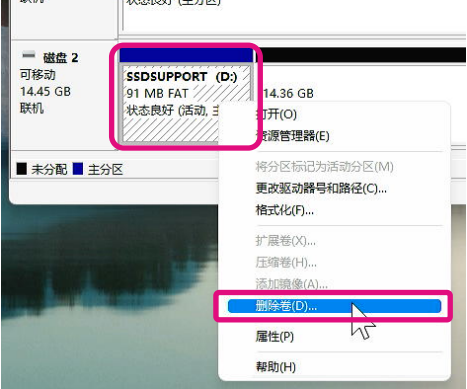 状态良好 (主分区)
磁盘 2
可移动
14.45 GB
联机
SSDSUPPORT (D:)
91 MB FAT
状态良好 (活动, 主
14.36 GB
打开(O)
资源管理器(E)
将分区标记为活动分区(M)
更改驱动器号和路径(C)...
格式化(F)...
扩展卷(X)...
压缩卷(H)...
添加镜像(A)...
删除卷(D)...
属性(P)
帮助(H)
未分配 主分区